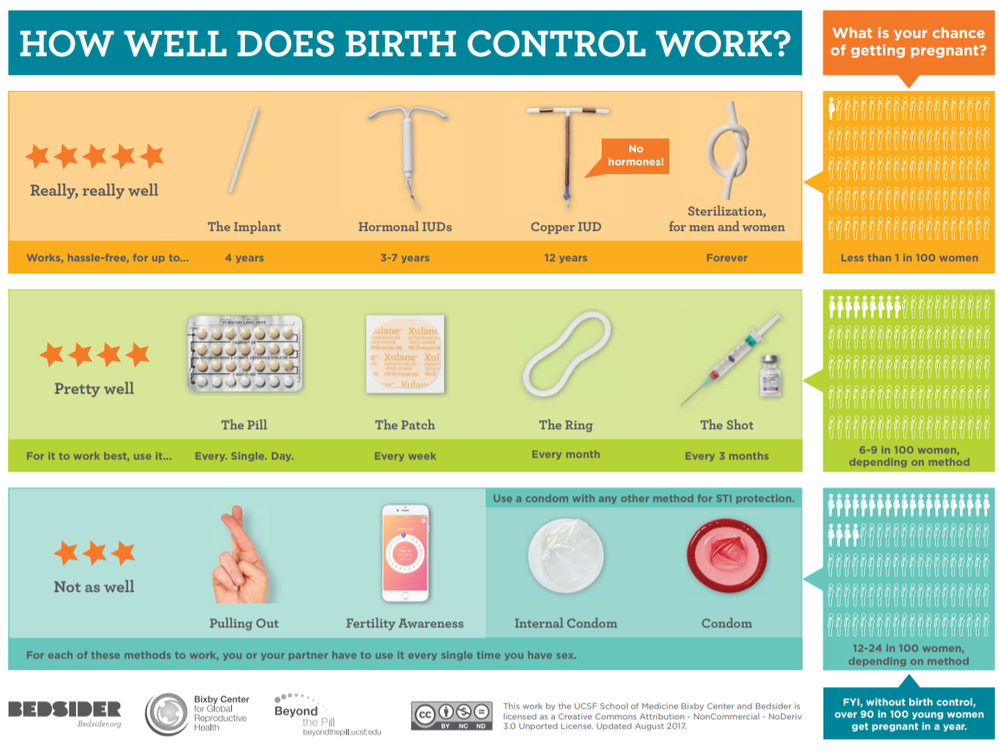 HOW WELL DOES BIRTH CONTROL WORK?
What is your chance
of getting pregnant?
No
hormones!
Really, really well
The Implant
Hormonal IUDs
Copper IUD
Sterilization,
for men and women
Works, hassle-free, for up to...
4 years
3-7 years
12 years
Forever
Less than 1 in 100 women
Xulane
Xulane
Pretty well
The Pill
The Patch
The Ring
The Shot
For it to work best, use it...
Every. Single. Day.
Every week
Every month
Every 3 months
6-9 in 100 women,
depending on method
Use a condom with any other method for STI protection.
Not as well
Pulling Out
Fertility Awareness
Internal Condom
Condom
For each of these methods to work, you or your partner have to use it every single time you have sex.
12-24 in 100 women,
depending on method
FYI, without birth control,
over 90 in 100 young women
get pregnant in a year.
BEDSIDER
Bedsider.org
Bixby Center
for Global
Reproductive
Health
Beyond
the Pill
beyondthepill.ucsf.edu
cc
BY NC ND
This work by the UCSF School of Medicine Bixby Center and Bedsider is
licensed as a Creative Commons Attribution - NonCommercial - NoDeriv
3.0 Unported License. Updated August 2017.